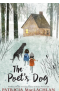 The Poet's
Dog
PATRICIA MACLACHLAN